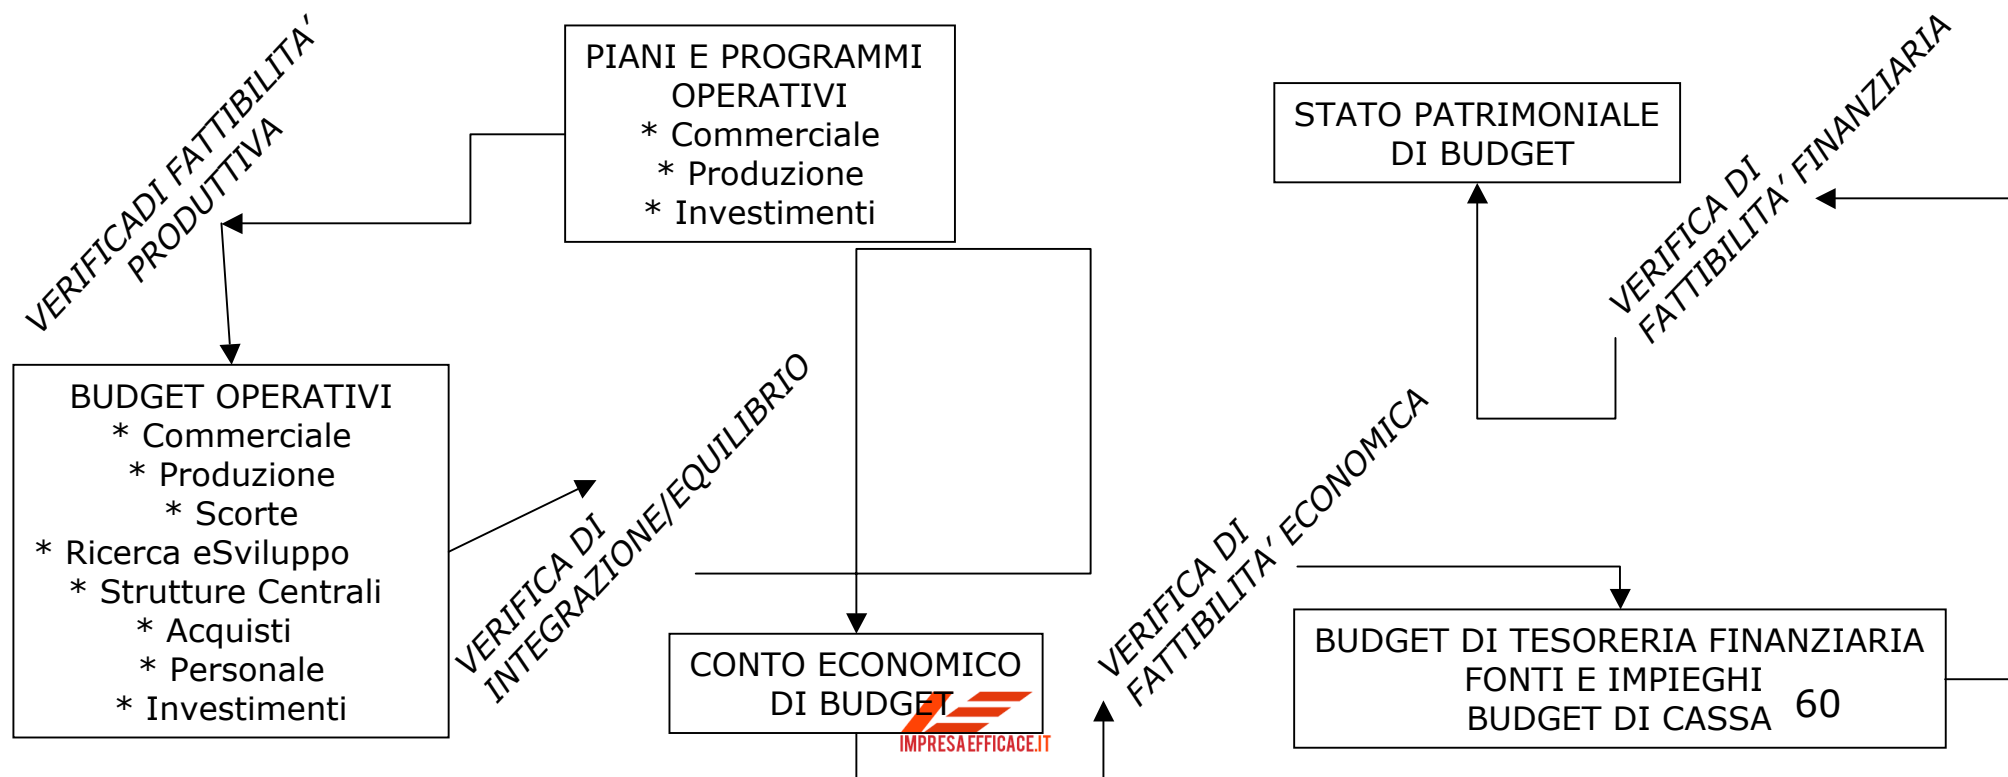 VERIFICADI FATTIBILITA’
PRODUTTIVA
PIANI E PROGRAMMI
OPERATIVI
* Commerciale
* Produzione
* Investimenti
STATO PATRIMONIALE
DI BUDGET
VERIFICA DI
FATTIBILITA’ FINANZIARIA
BUDGET OPERATIVI
* Commerciale
* Produzione
* Scorte
* Ricerca eSviluppo
* Strutture Centrali
* Acquisti
* Personale
* Investimenti
VERIFICA DI
INTEGRAZIONE/EQUILIBRIO
CONTO ECONOMICO
DI BUDGET
IMPRESAEFFICACE.IT
VERIFICA DI
FATTIBILITA’ ECONOMICA
BUDGET DI TESORERIA FINANZIARIA
FONTI E IMPIEGHI
BUDGET DI CASSA
60